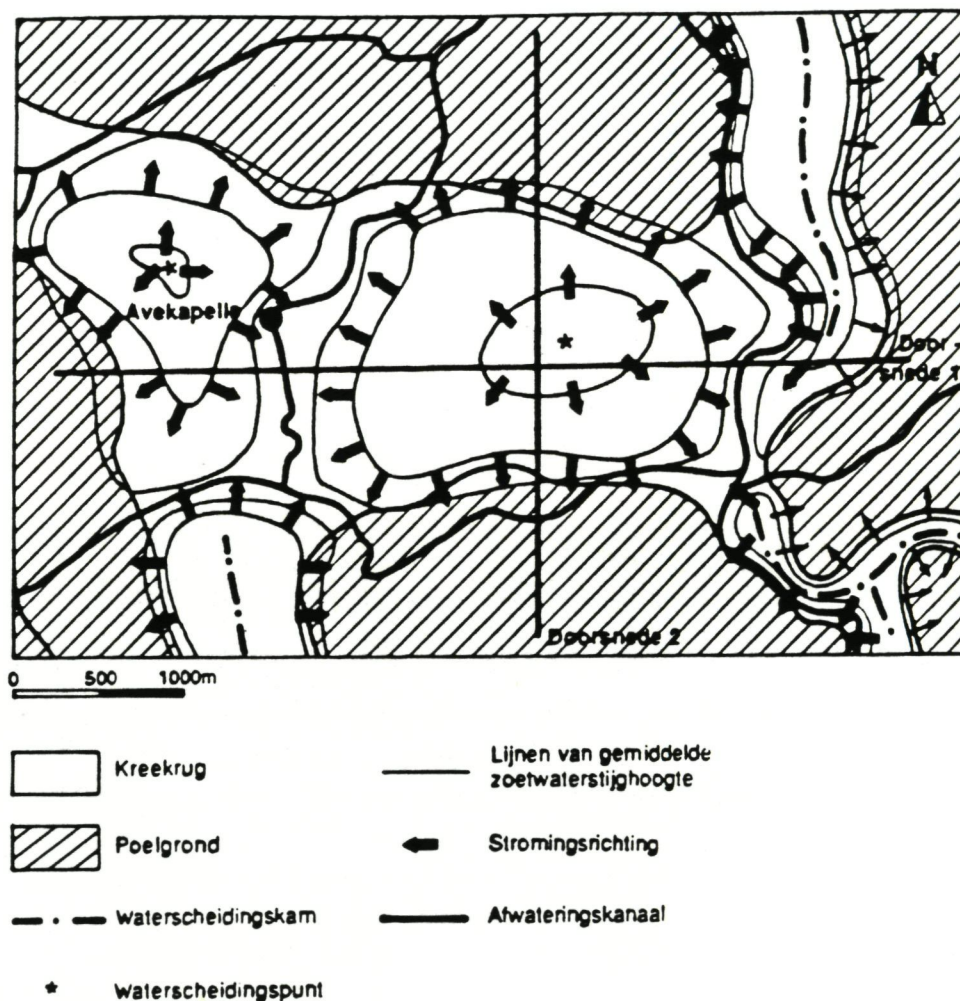 N
Avekapelle
Door -
snede 1
Doorsnede 2
0 500 1000m
Kreekrug
Lijnen van gemiddelde
zoetwaterstijghoogte
Poelgrond
Stromingsrichting
Waterscheidingskam
Afwateringskanaal
* Waterscheidingspunt